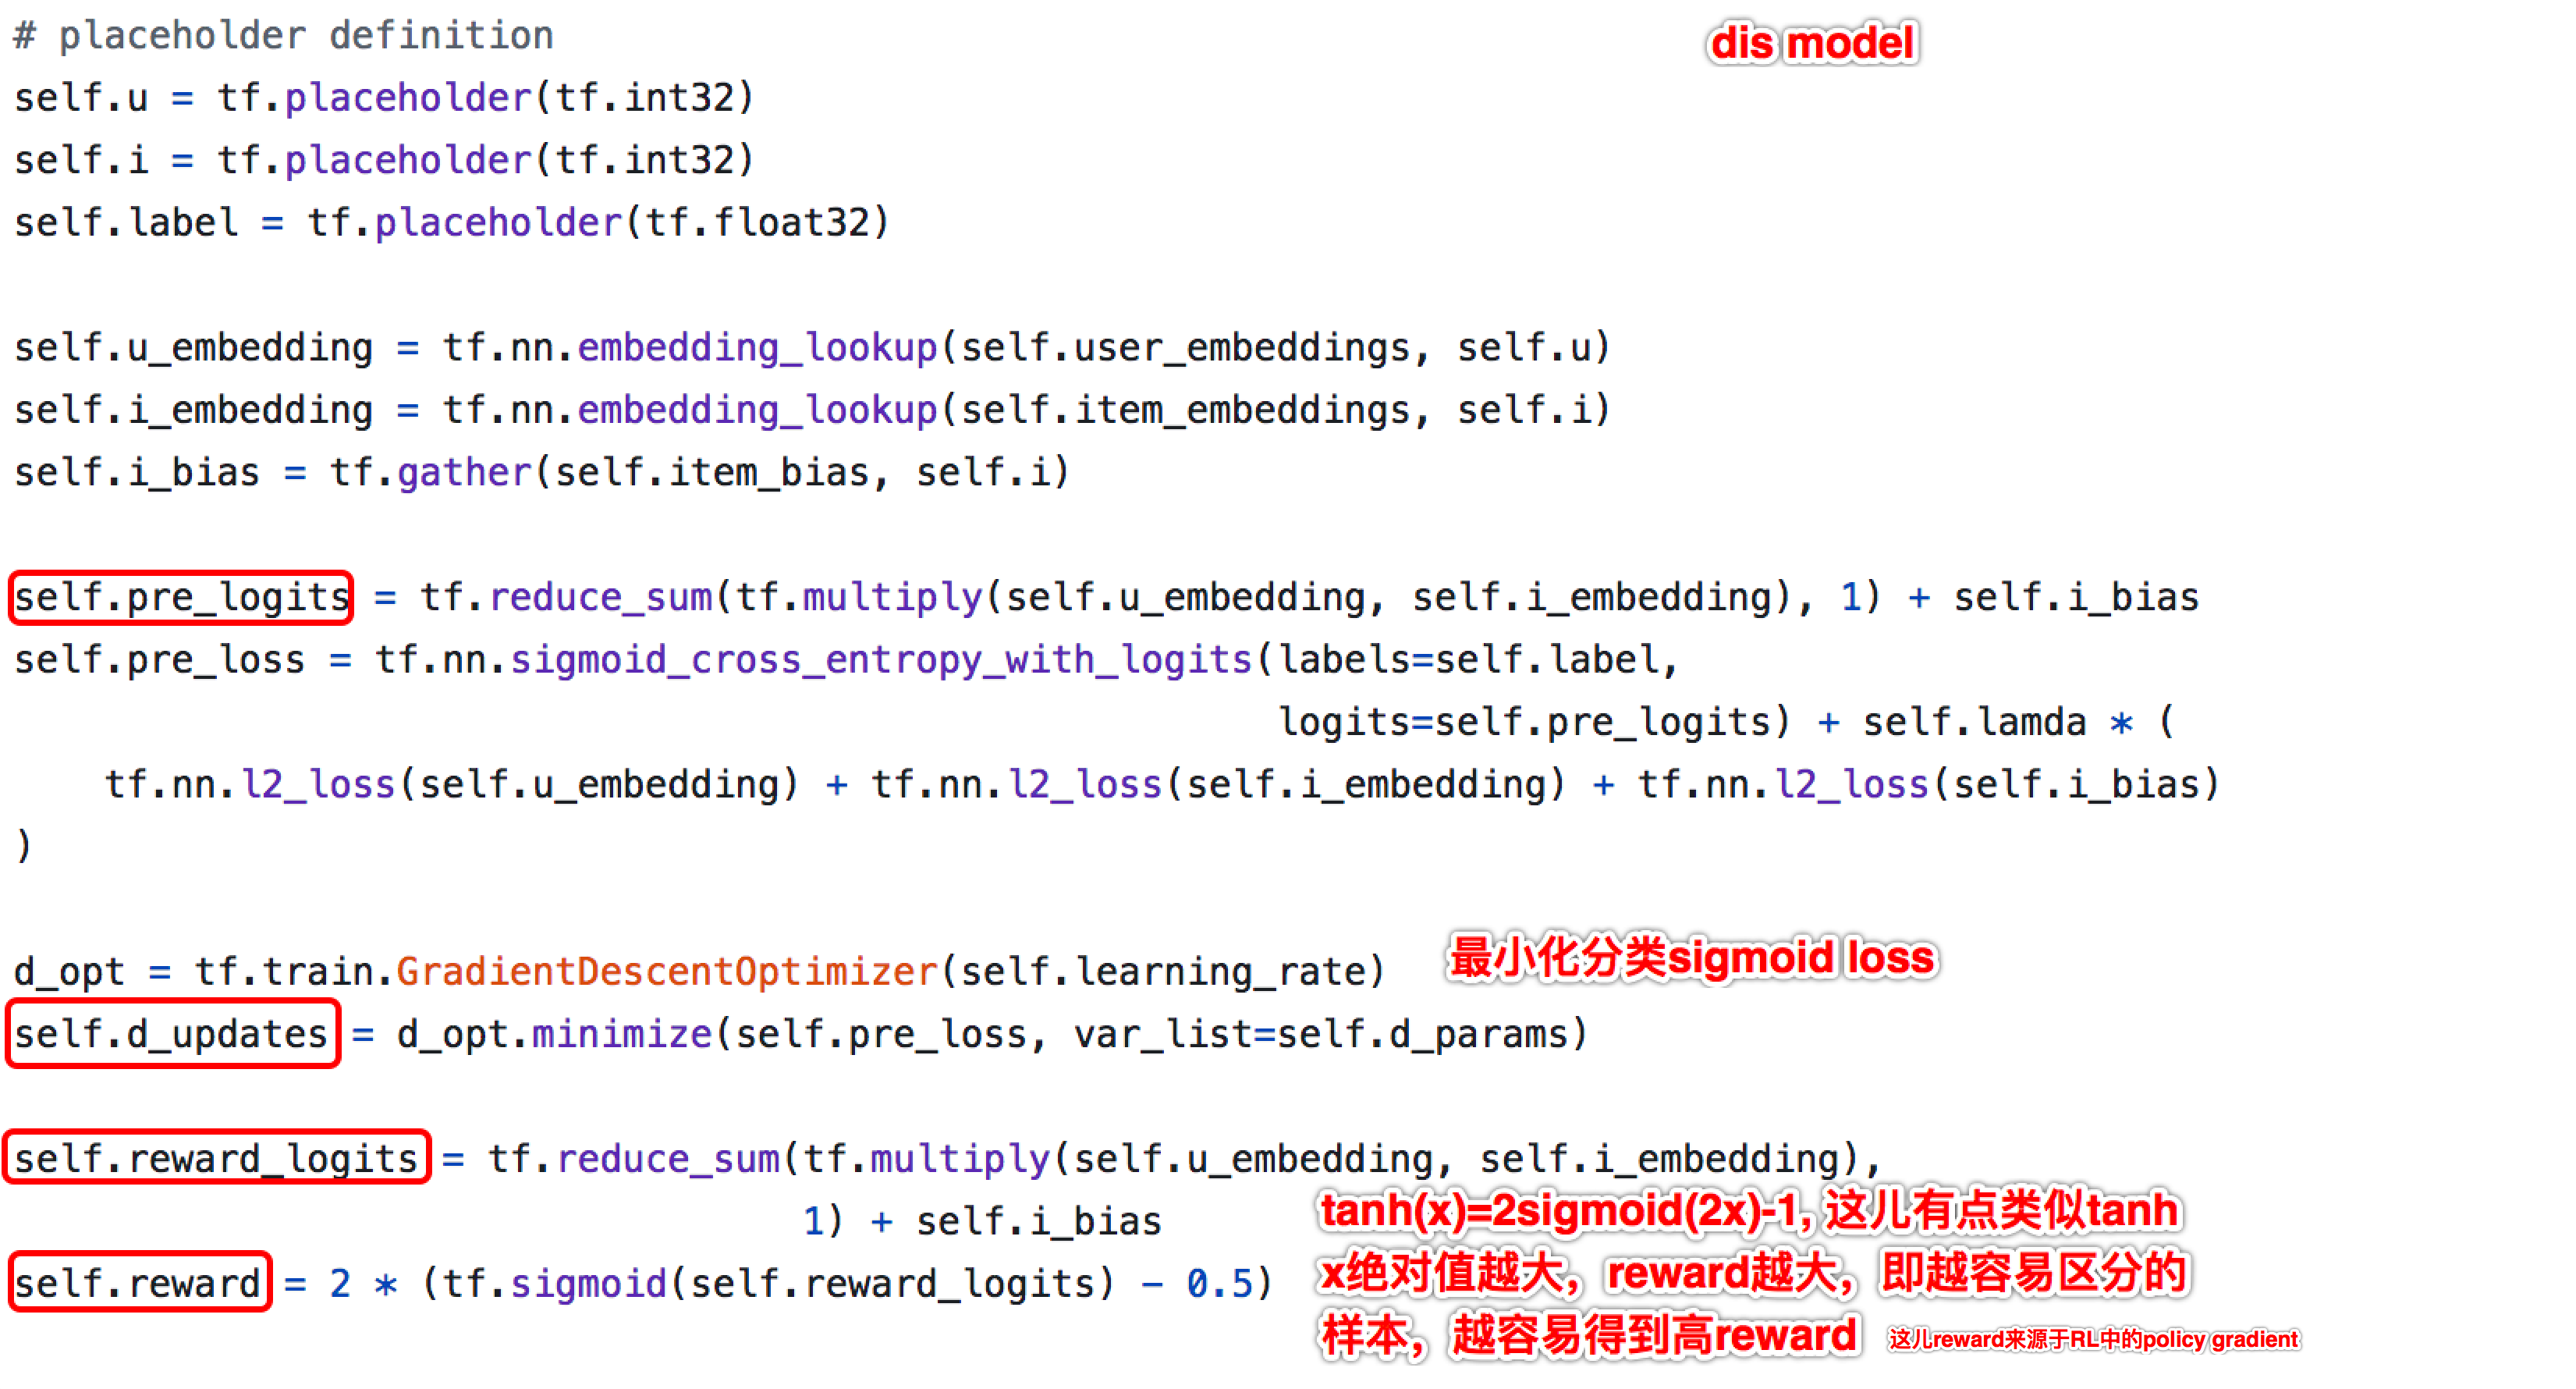 # placeholder definition
dis model
self.u = tf.placeholder(tf.int32)
self.i = tf.placeholder(tf.int32)
self.label = tf.placeholder(tf.float32)
self.u_embedding = tf.nn.embedding_lookup(self.user_embeddings, self.u)
self.i_embedding = tf.nn.embedding_lookup(self.item_embeddings, self.i)
self.i_bias = tf.gather(self.item_bias, self.i)
self.pre_logits = tf.reduce_sum(tf.multiply(self.u_embedding, self.i_embedding), 1) + self.i_bias
self.pre_loss = tf.nn.sigmoid_cross_entropy_with_logits(labels=self.label,
logits=self.pre_logits) + self.lamda * (
tf.nn.l2_loss(self.u_embedding) + tf.nn.l2_loss(self.i_embedding) + tf.nn.l2_loss(self.i_bias)
)
d_opt = tf.train.GradientDescentOptimizer(self.learning_rate)
最小化分类sigmoid loss
self.d_updates = d_opt.minimize(self.pre_loss, var_list=self.d_params)
self.reward_logits = tf.reduce_sum(tf.multiply(self.u_embedding, self.i_embedding),
1) + self.i_bias
self.reward = 2 * (tf.sigmoid(self.reward_logits) - 0.5)
tanh(x)=2sigmoid(2x)-1, 这儿有点类似tanh
x绝对值越大，reward越大，即越容易区分的
样本，越容易得到高reward
这儿reward来源于RL中的policy gradient